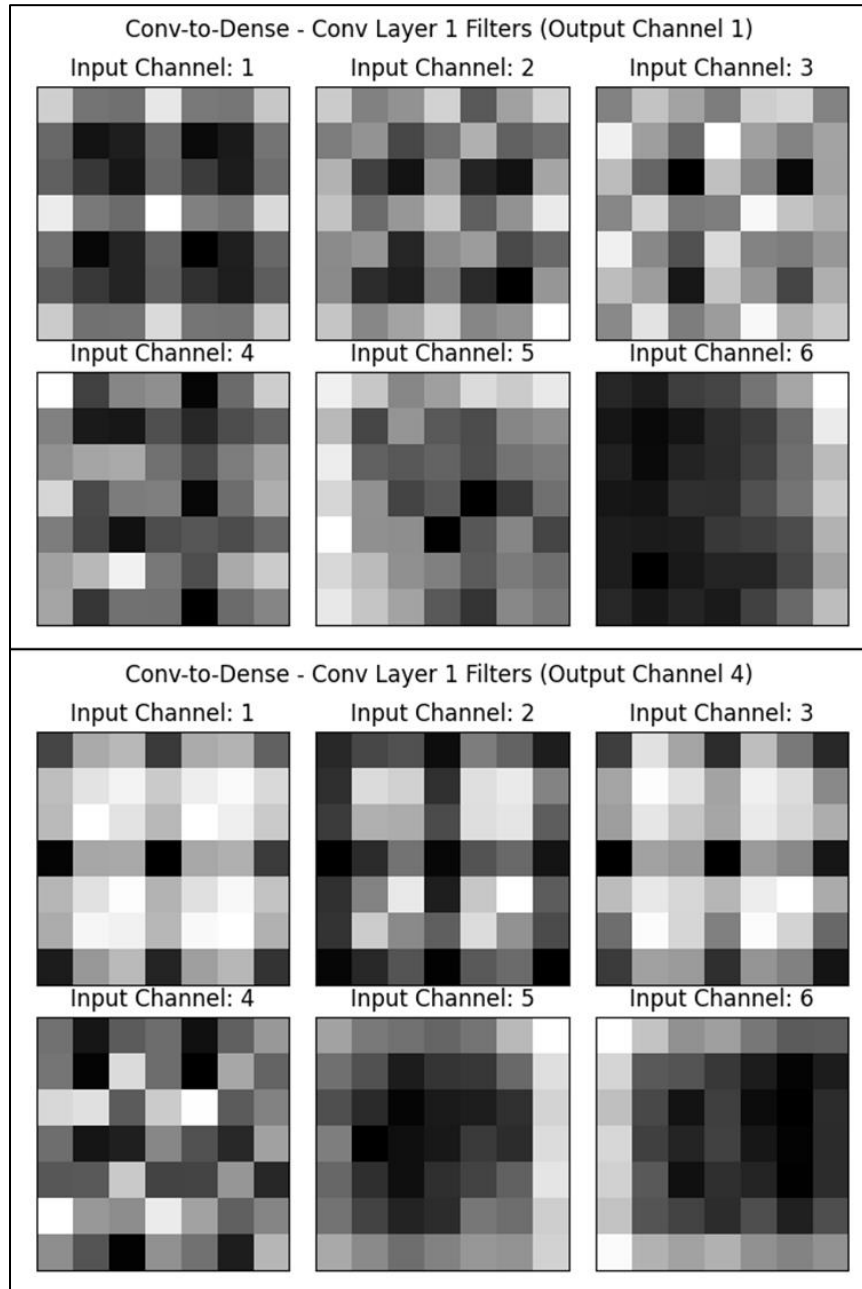 Conv-to-Dense - Conv Layer 1 Filters (Output Channel 1)
Input Channel: 1 Input Channel: 2 Input Channel: 3
Input Channel: 4 Input Channel: 5 Input Channel: 6
Conv-to-Dense - Conv Layer 1 Filters (Output Channel 4)
Input Channel: 1 Input Channel: 2 Input Channel: 3
Input Channel: 4 Input Channel: 5 Input Channel: 6